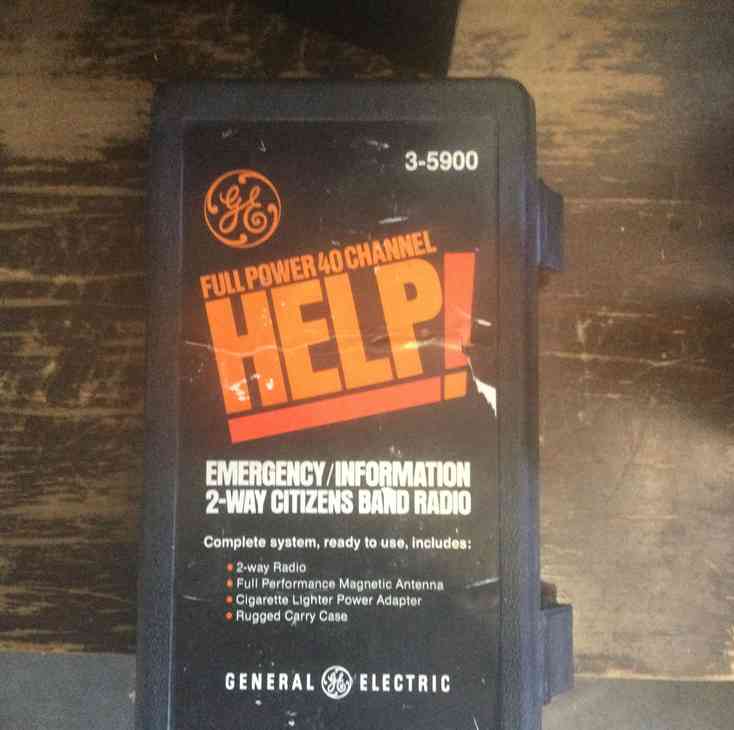 3-5900
GE
FULL POWER 40 CHANNEL
HELP!
EMERGENCY/INFORMATION
2-WAY CITIZENS BAND RADIO
Complete system, ready to use, includes:
• 2-way Radio
• Full Performance Magnetic Antenna
• Cigarette Lighter Power Adapter
• Rugged Carry Case
GENERAL GE ELECTRIC